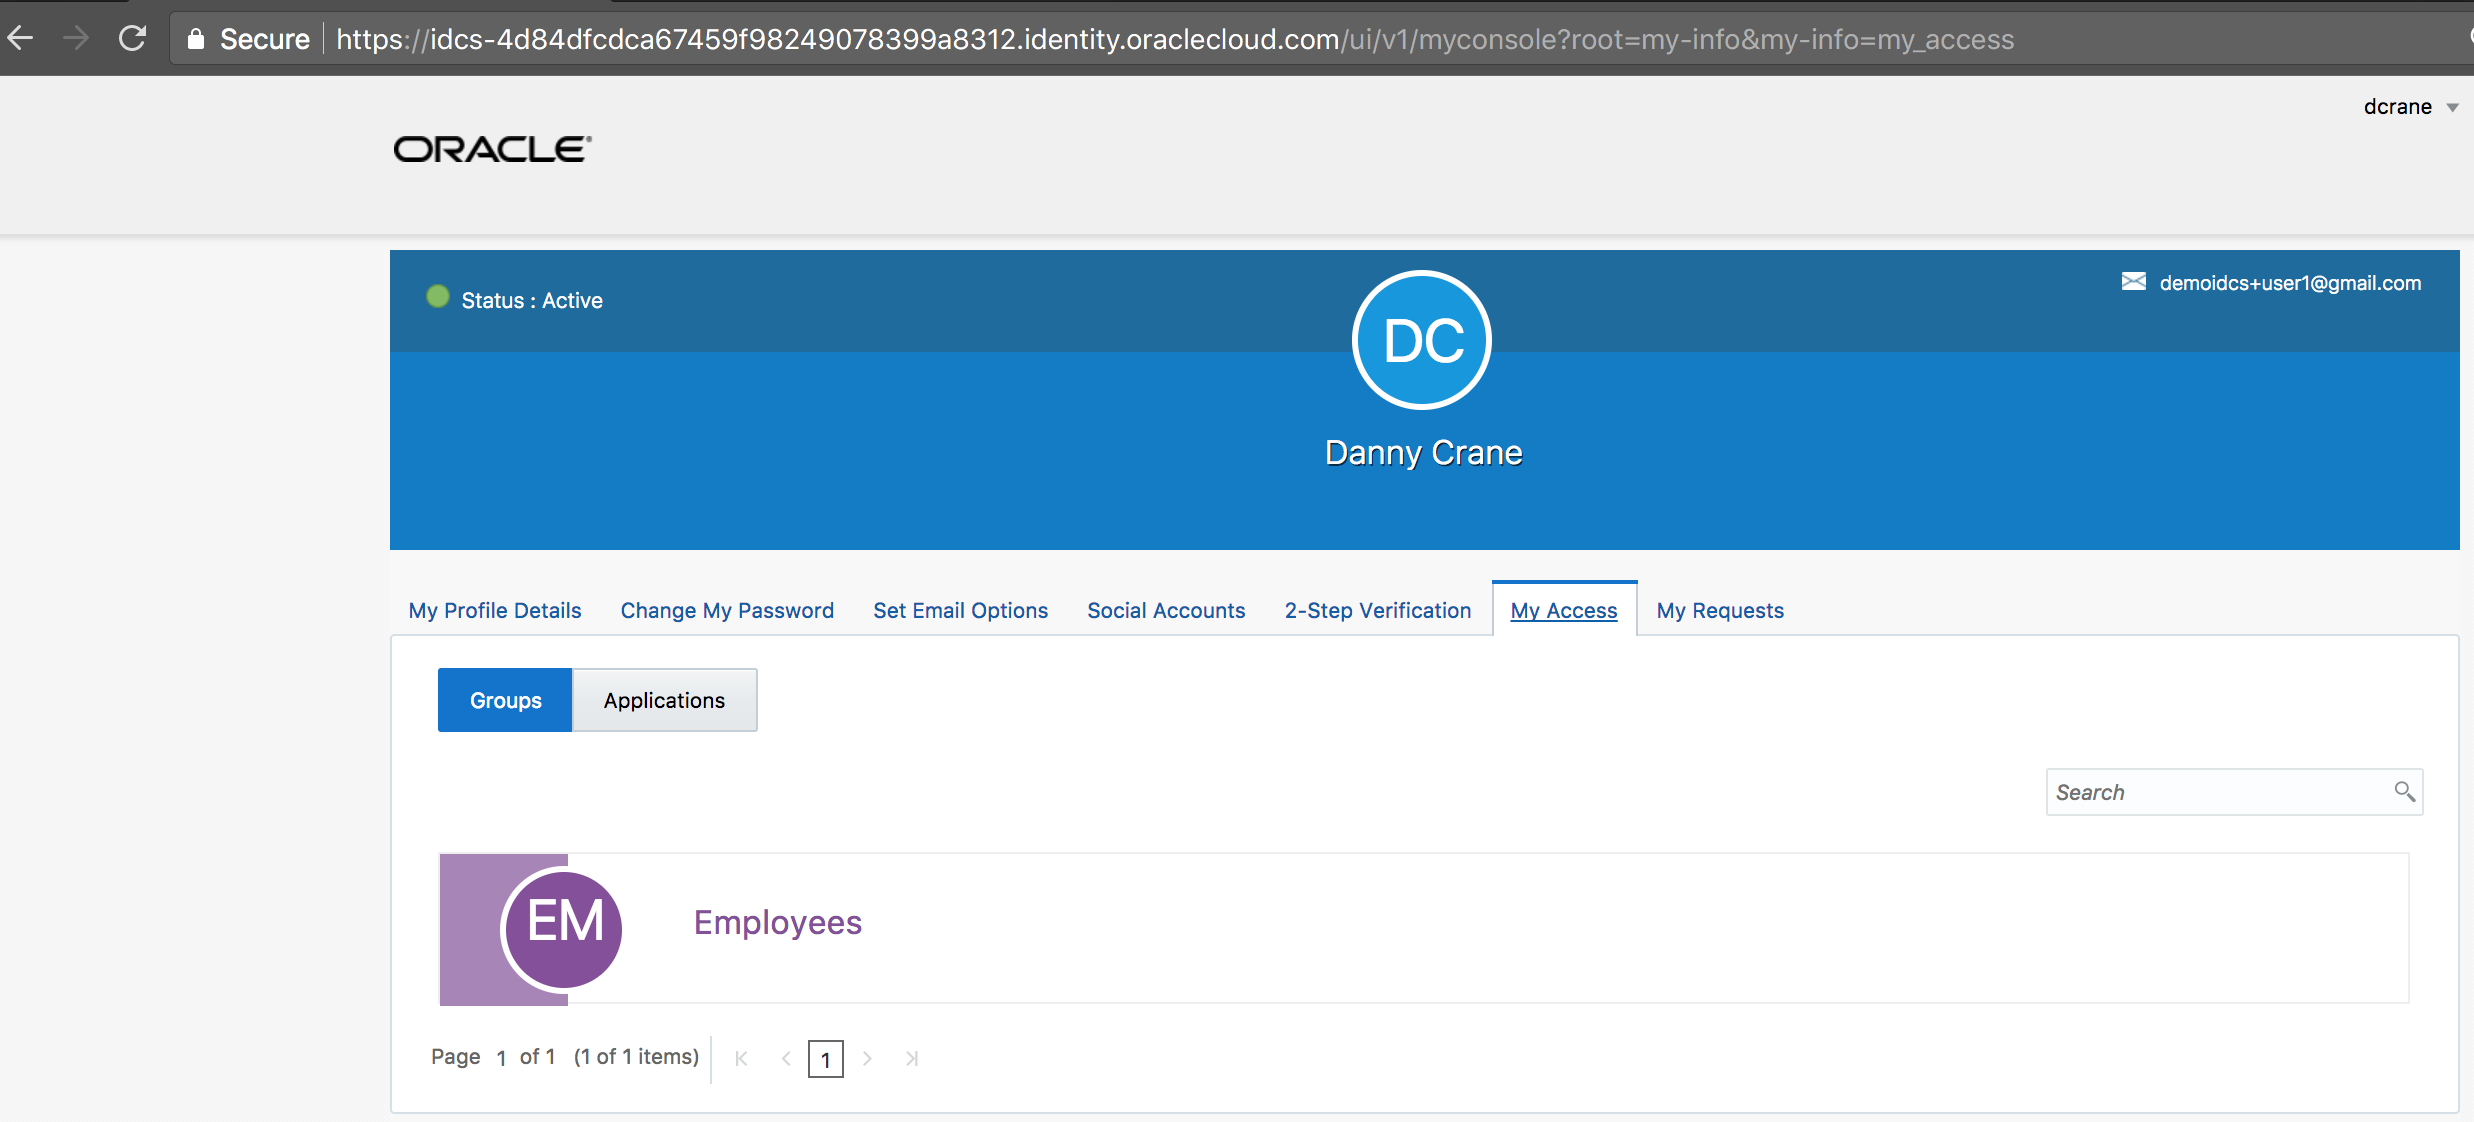 Secure https://idcs-4d84dfcdca67459f98249078399a8312.identity.oraclecloud.com/ui/v1/myconsole?root=my-info&my-info=my_access
dcrane
ORACLE®
Status : Active
demoidcs+user1@gmail.com
DC
Danny Crane
My Profile Details Change My Password Set Email Options Social Accounts 2-Step Verification My Access My Requests
Groups Applications
Search
EM Employees
Page 1 of 1 (1 of 1 items) 1